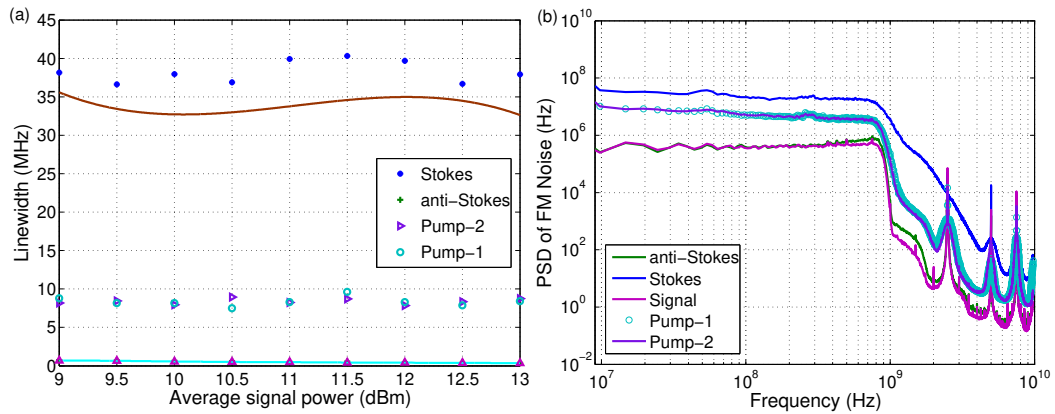 (a)
45
40
35
30
25
20
15
10
5
0
Linewidth (MHz)
Stokes
anti-Stokes
Pump-2
Pump-1
9 9.5 10 10.5 11 11.5 12 12.5 13
Average signal power (dBm)
(b)
10^10
10^8
10^6
10^4
10^2
10^0
10^-2
PSD of FM Noise (Hz)
anti-Stokes
Stokes
Signal
Pump-1
Pump-2
10^7 10^8 10^9 10^10
Frequency (Hz)